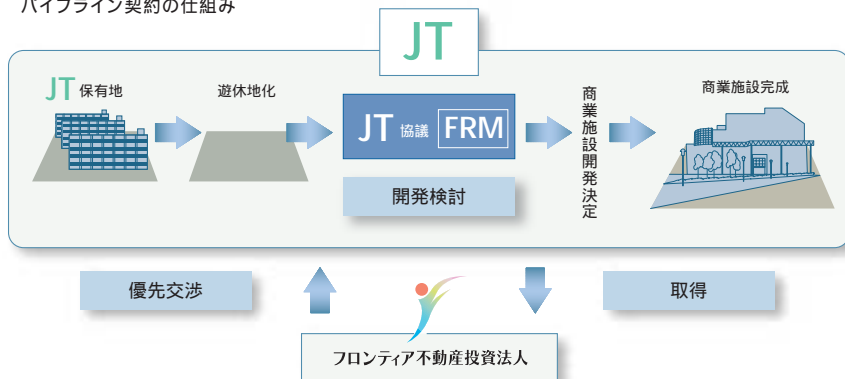 パイプライン契約の仕組み
JT
JT 保有地
遊休地化
JT 協議 FRM
開発検討
商業施設開発決定
商業施設完成
優先交渉
取得
フロンティア不動産投資法人